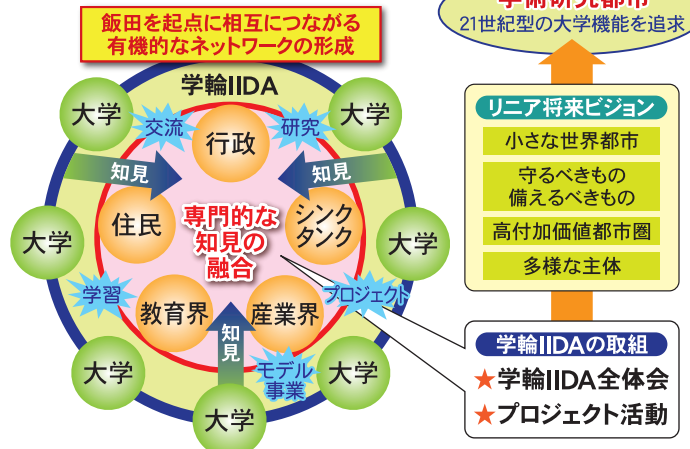 飯田を起点に相互につながる
有機的なネットワークの形成
学輪IIDA
大学
大学
大学
大学
大学
大学
大学
交流
研究
学習
プロジェクト
モデル
事業
知見
知見
知見
行政
住民
シンク
タンク
教育界
産業界
専門的な
知見の
融合
学術研究都市
21世紀型の大学機能を追求
リニア将来ビジョン
小さな世界都市
守るべきもの
備えるべきもの
高付加価値都市圏
多様な主体
学輪IIDAの取組
★学輪IIDA全体会
★プロジェクト活動